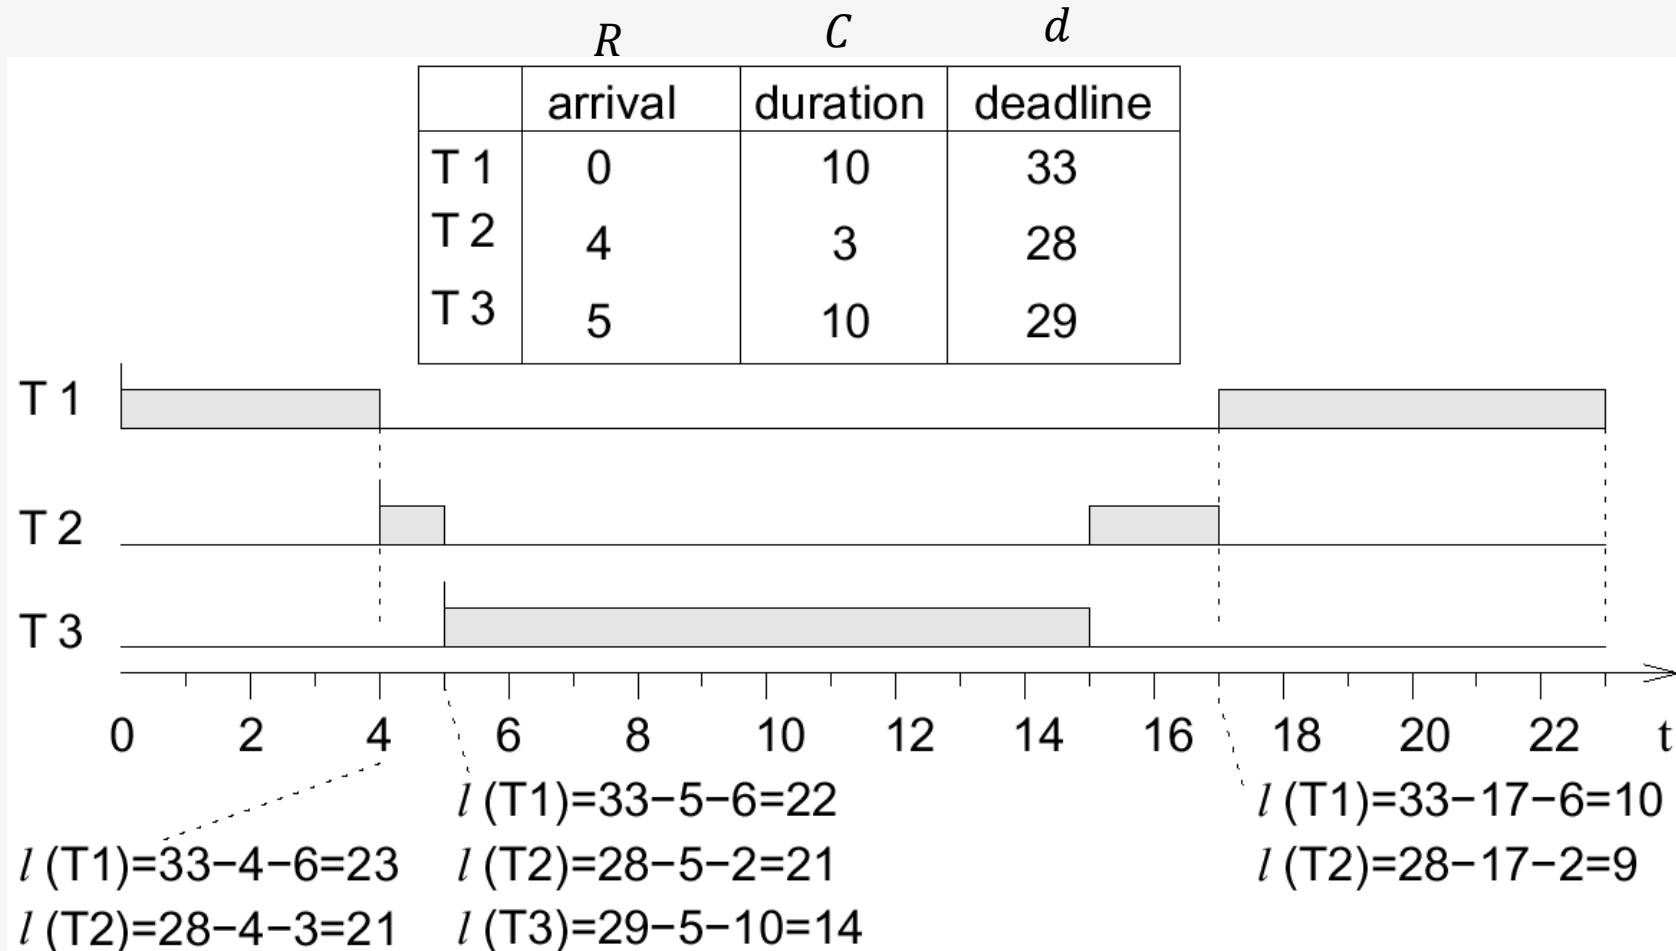 R C d
arrival duration deadline
T 1 0 10 33
T 2 4 3 28
T 3 5 10 29
T 1
T 2
T 3
0 2 4 6 8 10 12 14 16 18 20 22 t
l (T1)=33−5−6=22 l (T1)=33−17−6=10
l (T1)=33−4−6=23 l (T2)=28−5−2=21 l (T2)=28−17−2=9
l (T2)=28−4−3=21 l (T3)=29−5−10=14